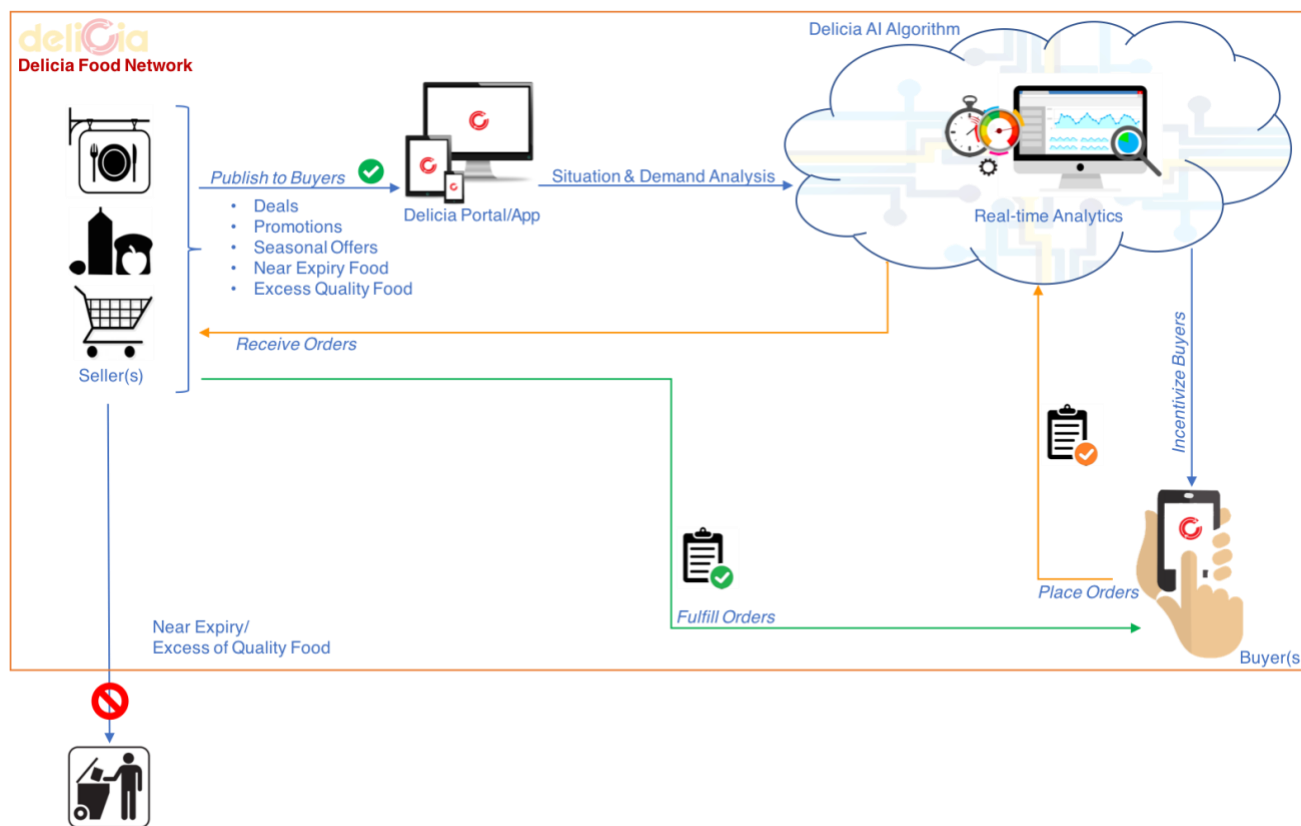 delicia
Delicia Food Network
Delicia AI Algorithm
Publish to Buyers
• Deals
• Promotions
• Seasonal Offers
• Near Expiry Food
• Excess Quality Food
Delicia Portal/App
Situation & Demand Analysis
Real-time Analytics
Receive Orders
Seller(s)
Incentivize Buyers
Place Orders
Fulfill Orders
Near Expiry/
Excess of Quality Food
Buyer(s